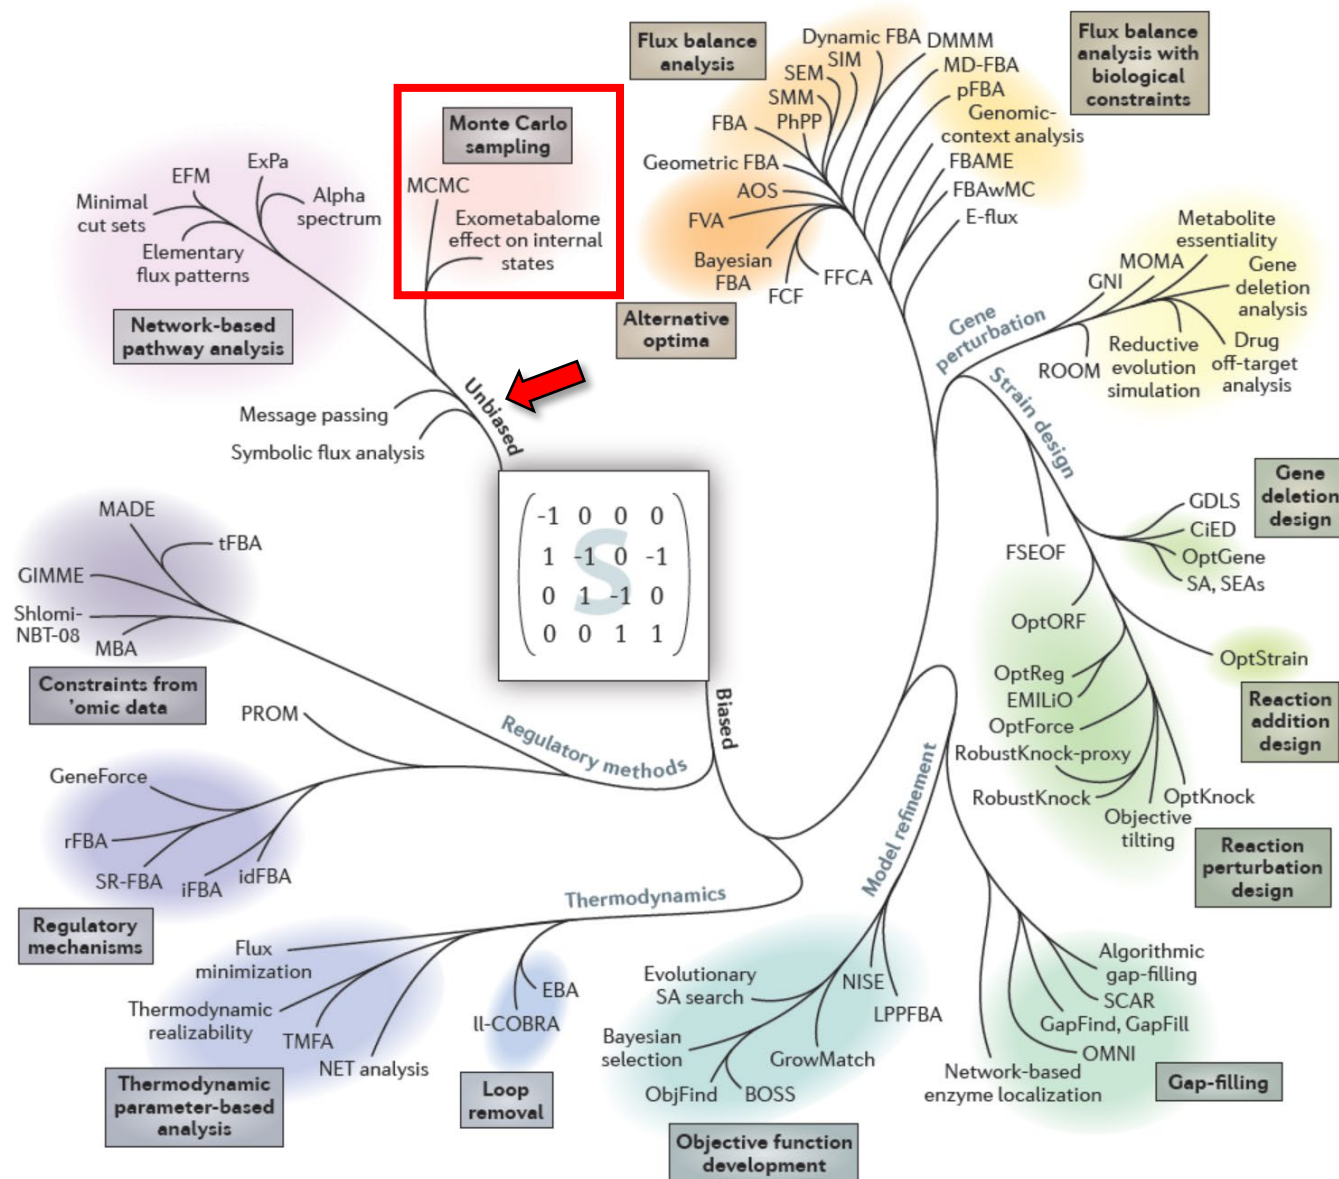 Flux balance
analysis
Dynamic FBA
DMMM
SIM
MD-FBA
SEM
pFBA
SMM
Genomic-
context analysis
PhPP
FBA
Geometric FBA
FBAME
AOS
FBAwMC
FVA
E-flux
Bayesian
FBA
FCF
FFCA
Flux balance
analysis with
biological
constraints
Alternative
optima
Monte Carlo
sampling
MCMC
Exometabalome
effect on internal
states
ExPa
EFM
Alpha
spectrum
Minimal
cut sets
Elementary
flux patterns
Network-based
pathway analysis
Unbiased
Message passing
Symbolic flux analysis
Gene
perturbation
Metabolite
essentiality
MOMA
GNI
Gene
deletion
analysis
ROOM
Reductive
evolution
simulation
Drug
off-target
analysis
Strain design
Gene
deletion
design
GDLS
CiED
OptGene
SA, SEAs
FSEOF
OptORF
OptStrain
OptReg
EMILiO
OptForce
RobustKnock-proxy
RobustKnock
OptKnock
Objective
tilting
Reaction
addition
design
Reaction
perturbation
design
S
-1 0 0 0
1 -1 0 -1
0 1 -1 0
0 0 1 1
Biased
MADE
tFBA
GIMME
Shlomi-
NBT-08
MBA
Constraints from
'omic data
PROM
Regulatory methods
GeneForce
rFBA
SR-FBA
iFBA
idFBA
Regulatory
mechanisms
Thermodynamics
Flux
minimization
Thermodynamic
realizability
TMFA
NET analysis
EBA
ll-COBRA
Thermodynamic
parameter-based
analysis
Loop
removal
Model refinement
Evolutionary
SA search
NISE
LPPFBA
Bayesian
selection
GrowMatch
ObjFind
BOSS
Objective function
development
Algorithmic
gap-filling
SCAR
GapFind, GapFill
OMNI
Network-based
enzyme localization
Gap-filling